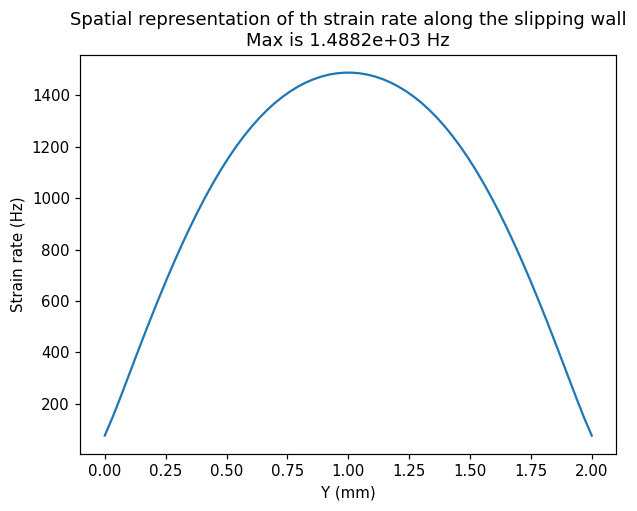 Spatial representation of th strain rate along the slipping wall
Max is 1.4882e+03 Hz
1400
1200
1000
800
600
400
200
Strain rate (Hz)
0.00 0.25 0.50 0.75 1.00 1.25 1.50 1.75 2.00
Y (mm)